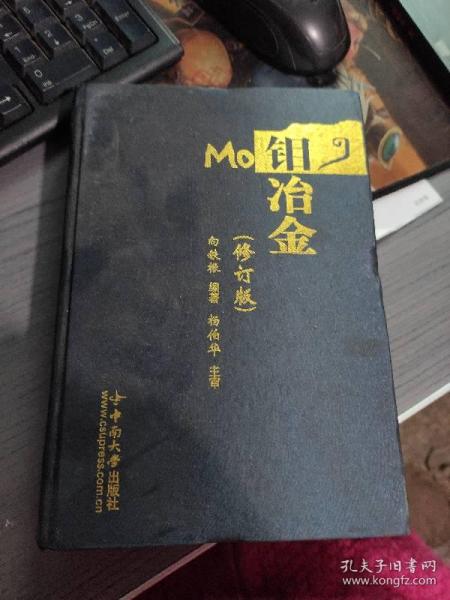 Mo钼
冶
金
(修订版)
向铁根 编著 杨伯华 主审
中南大学出版社
www.csupress.com.cn
孔夫子旧书网
www.kongfz.com